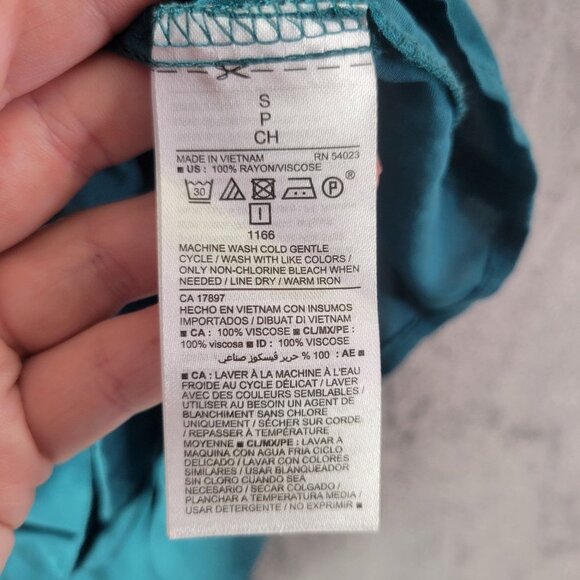 S
P
CH
MADE IN VIETNAM RN 54023
■ US : 100% RAYON/VISCOSE
30 P ®
I
1166
MACHINE WASH COLD GENTLE
CYCLE / WASH WITH LIKE COLORS /
ONLY NON-CHLORINE BLEACH WHEN
NEEDED / LINE DRY / WARM IRON
CA 17897
HECHO EN VIETNAM CON INSUMOS
IMPORTADOS / DIBUAT DI VIETNAM
■ CA : 100% VISCOSE ■ CL/MX/PE :
100% viscosa ■ ID : 100% VISCOSE
■ AE : 100 % حرير ڤيسكوز صناعي
■ CA : LAVER À LA MACHINE À L'EAU
FROIDE AU CYCLE DÉLICAT / LAVER
AVEC DES COULEURS SEMBLABLES /
UTILISER AU BESOIN UN AGENT DE
BLANCHIMENT SANS CHLORE
UNIQUEMENT / SÉCHER SUR CORDE
/ REPASSER À TEMPÉRATURE
MOYENNE ■ CL/MX/PE : LAVAR A
MAQUINA CON AGUA FRIA CICLO
DELICADO / LAVAR CON COLORES
SIMILARES / USAR BLANQUEADOR
SIN CLORO CUANDO SEA
NECESARIO / SECAR COLGADO /
PLANCHAR A TEMPERATURA MEDIA /
USAR DETERGENTE / NO EXPRIMIR ■